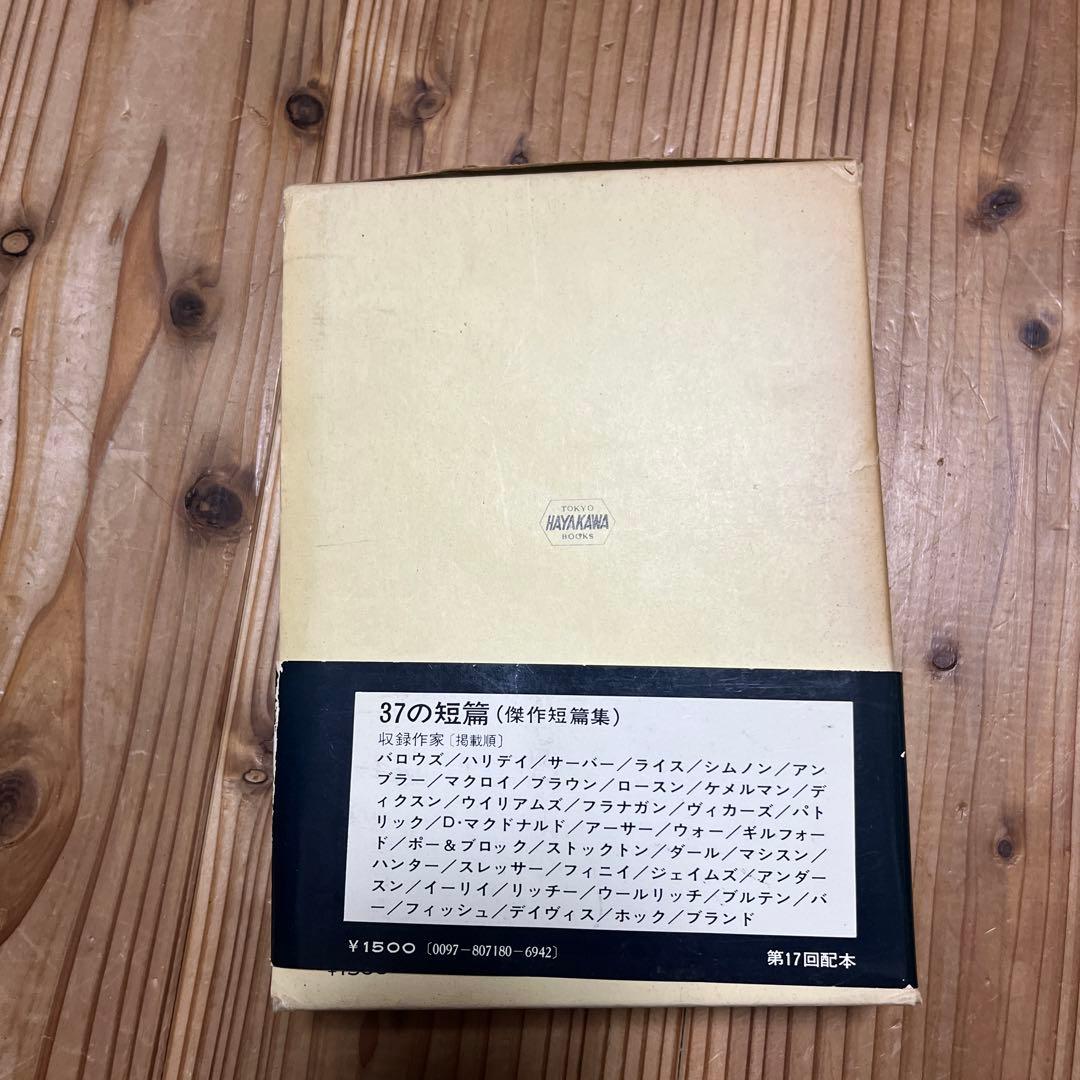 TOKYO
HAYAKAWA
BOOKS
37の短篇(傑作短篇集)
収録作家〔掲載順〕
バロウズ/ハリデイ/サーバー/ライス/シムノン/アン
ブラー/マクロイ/ブラウン/ロースン/ケメルマン/デ
ィクスン/ウイリアムズ/フラナガン/ヴィカーズ/パト
リック/D・マクドナルド/アーサー/ウォー/ギルフォー
ド/ポー&ブロック/ストックトン/ダール/マシスン/
ハンター/スレッサー/フィニイ/ジェイムズ/アンダー
スン/イーリイ/リッチー/ウールリッチ/ブルテン/バ
ー/フィッシュ/デイヴィス/ホック/ブランド
¥1500〔0097-807180-6942〕
第17回配本
¥1500